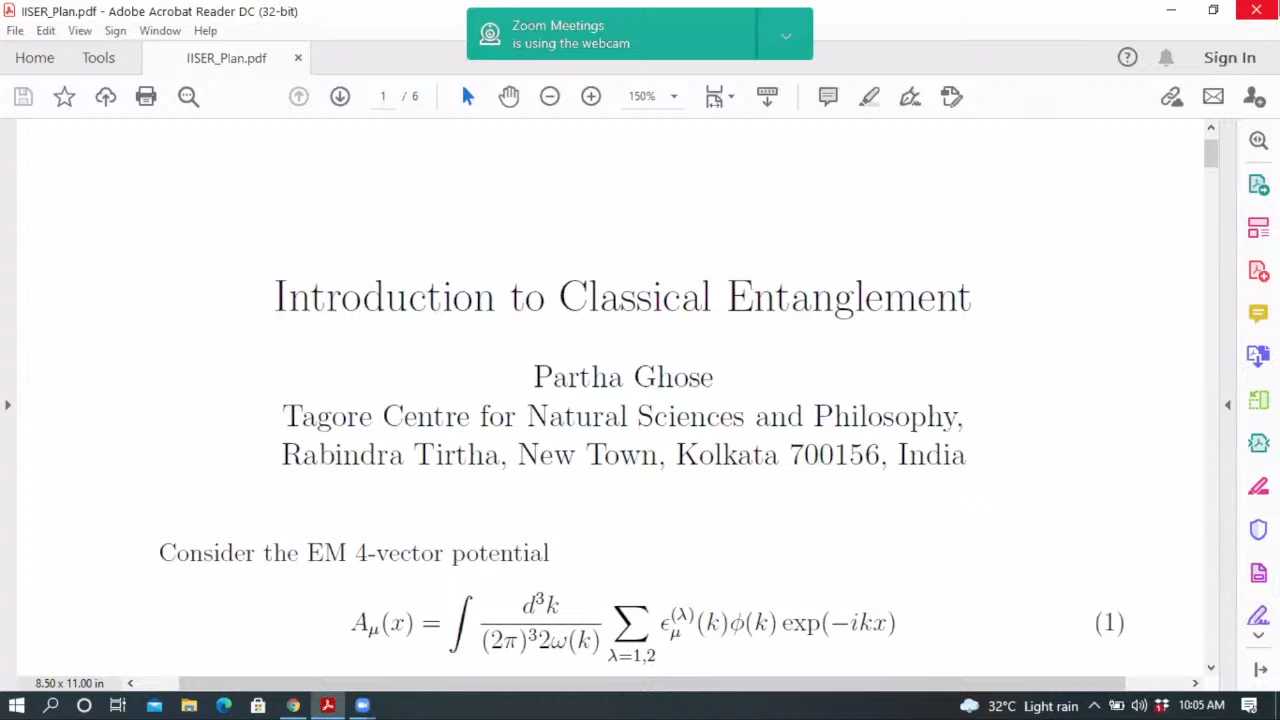 IISER_Plan.pdf - Adobe Acrobat Reader DC (32-bit)
File Edit View Sign Window Help
Zoom Meetings
is using the webcam
Home Tools IISER_Plan.pdf × Sign In
1 / 6 150%
Introduction to Classical Entanglement
Partha Ghose
Tagore Centre for Natural Sciences and Philosophy,
Rabindra Tirtha, New Town, Kolkata 700156, India
Consider the EM 4-vector potential
A_μ(x) = ∫ d³k / (2π)³2ω(k) ∑_{λ=1,2} ϵ_μ^{(λ)}(k)ϕ(k) exp(−ikx) (1)
8.50 x 11.00 in
32°C Light rain 10:05 AM